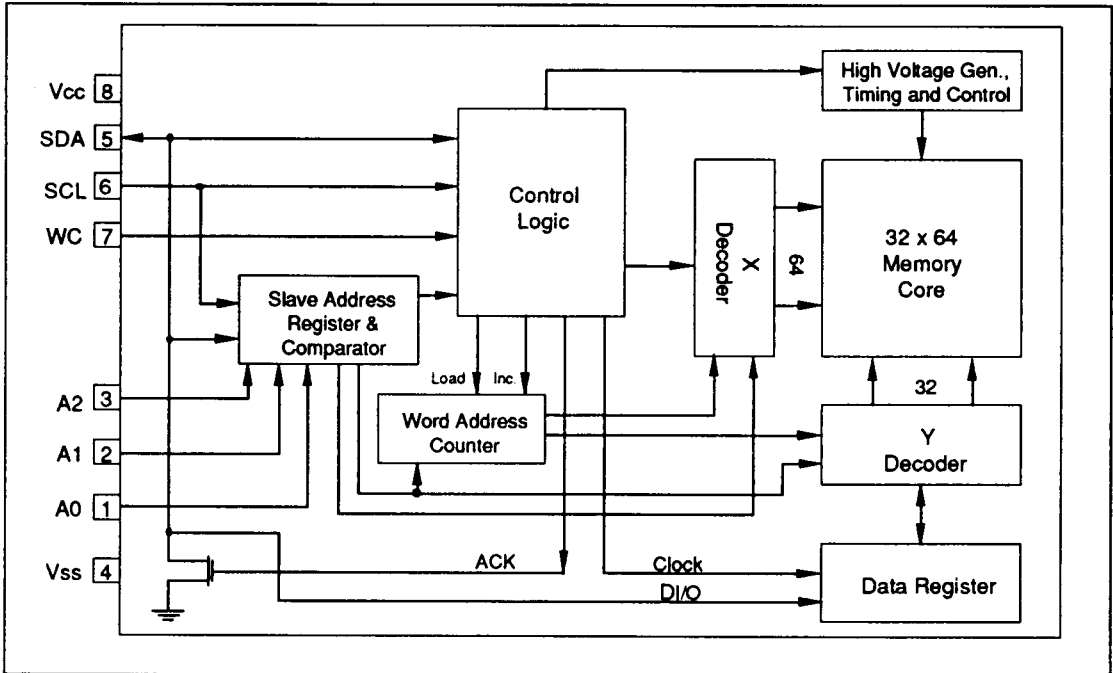 Vcc 8
SDA 5
SCL 6
WC 7
A2 3
A1 2
A0 1
Vss 4
High Voltage Gen.,
Timing and Control
Control
Logic
X
Decoder
64
32 x 64
Memory
Core
Slave Address
Register &
Comparator
Load Inc.
Word Address
Counter
32
Y
Decoder
ACK
Clock
DI/O
Data Register